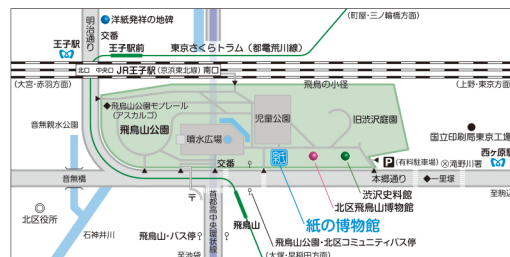 明治通り
洋紙発祥の地碑
(町屋・三ノ輪橋方面)
王子駅
交番
王子駅前
東京さくらトラム(都電荒川線)
北口 中央口 JR王子駅(京浜東北線)南口
(大宮・赤羽方面)
飛鳥の小径
(上野・東京方面)
飛鳥山公園モノレール
(アスカルゴ)
児童公園
旧渋沢庭園
音無親水公園
飛鳥山公園
噴水広場
国立印刷局東京工場
西ヶ原駅
交番
紙
P(有料駐車場)
滝野川署
音無橋
本郷通り
一里塚
至駒込
渋沢史料館
北区飛鳥山博物館
紙の博物館
北区役所
〒
首都高中央環状線
飛鳥山
石神井川
飛鳥山・バス停
飛鳥山公園・北区コミュニティバス停
至池袋
(大塚・早稲田方面)